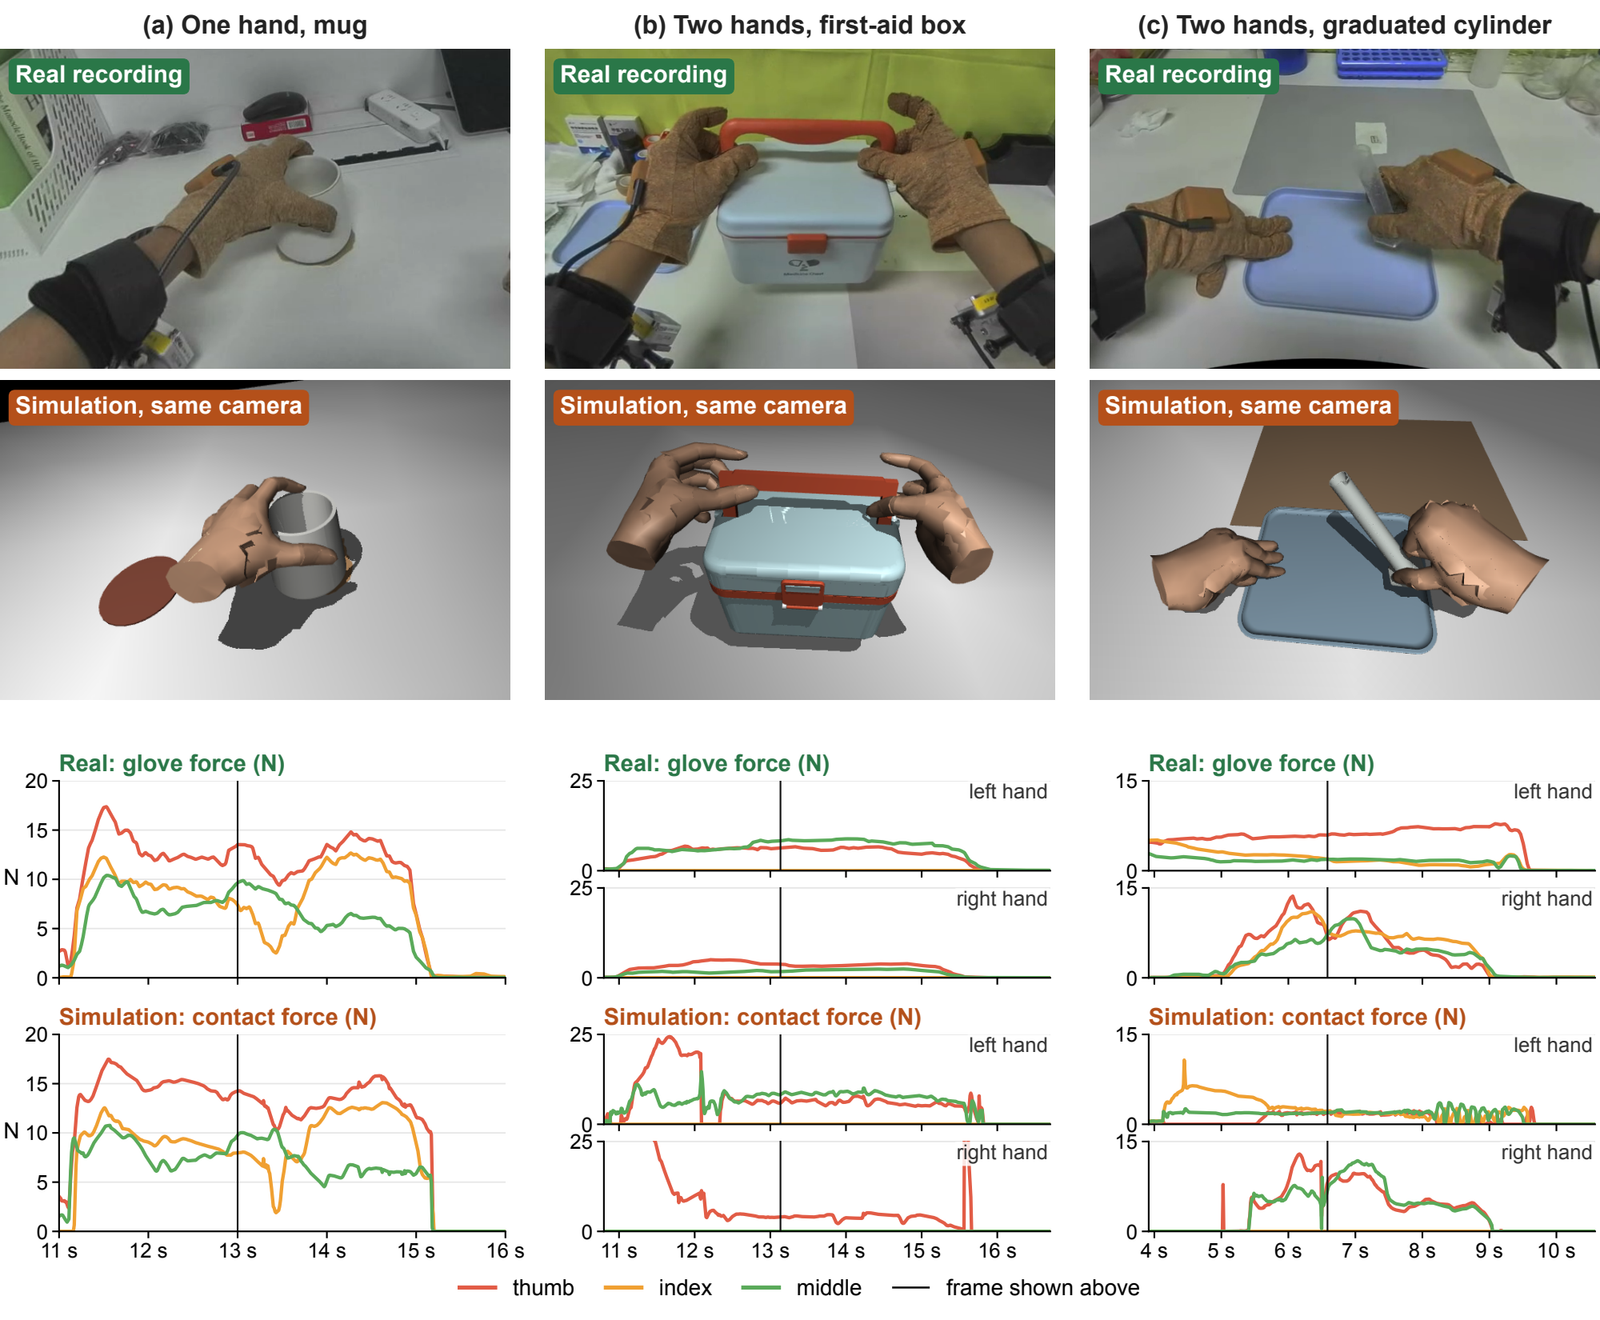 (a) One hand, mug
(b) Two hands, first-aid box
(c) Two hands, graduated cylinder
Real recording
Real recording
Real recording
Simulation, same camera
Simulation, same camera
Simulation, same camera
Real: glove force (N)
20
15
N
10
5
0
Real: glove force (N)
25
left hand
0
25
right hand
0
Real: glove force (N)
15
left hand
0
15
right hand
0
Simulation: contact force (N)
20
15
N
10
5
0
11 s 12 s 13 s 14 s 15 s 16 s
Simulation: contact force (N)
25
left hand
0
25
right hand
0
11 s 12 s 13 s 14 s 15 s 16 s
Simulation: contact force (N)
15
left hand
0
15
right hand
0
4 s 5 s 6 s 7 s 8 s 9 s 10 s
thumb index middle frame shown above